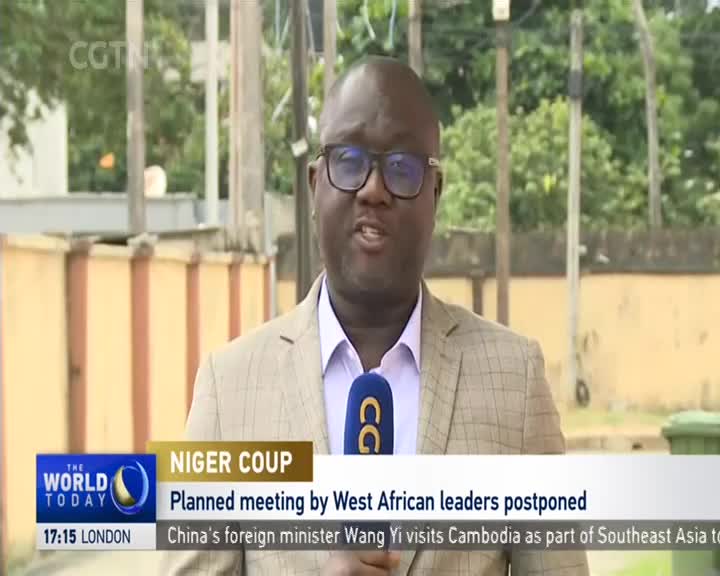 CGTN
CG
NIGER COUP
THE WORLD TODAY
Planned meeting by West African leaders postponed
17:15 LONDON
China's foreign minister Wang Yi visits Cambodia as part of Southeast Asia to